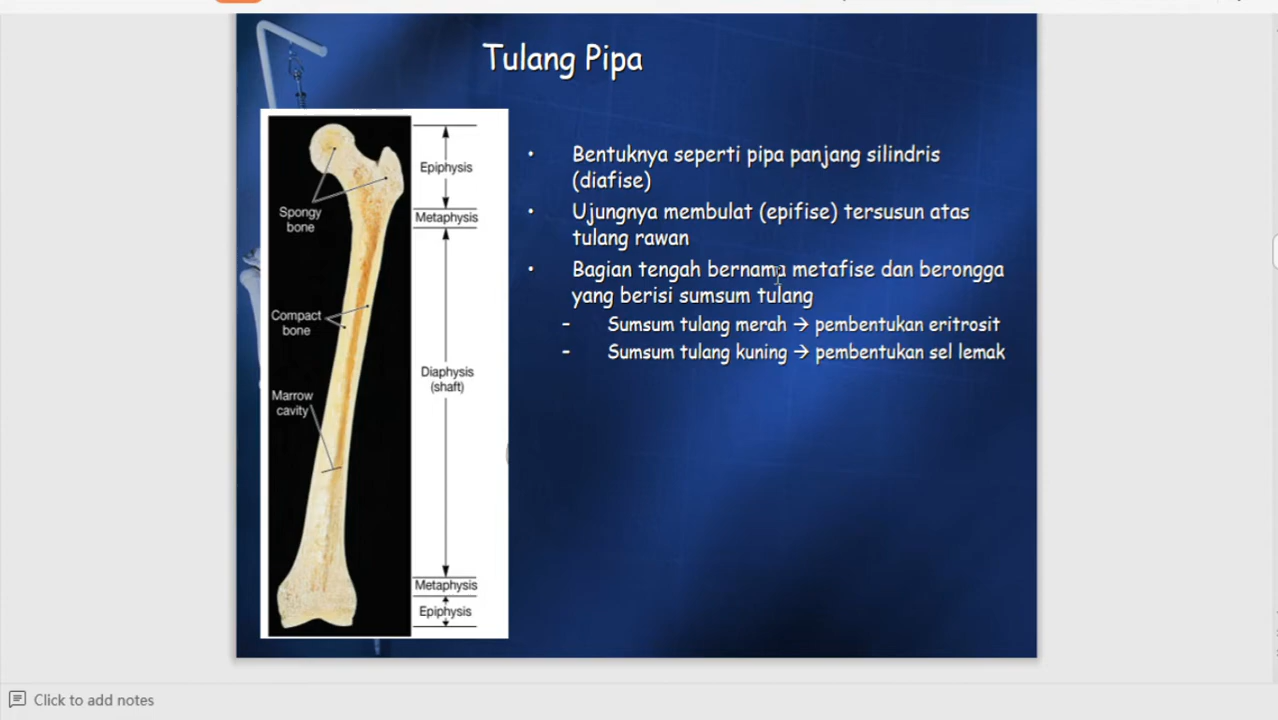 Tulang Pipa
Epiphysis
Metaphysis
Spongy
bone
Compact
bone
Diaphysis
(shaft)
Marrow
cavity
Metaphysis
Epiphysis
• Bentuknya seperti pipa panjang silindris
(diafise)
• Ujungnya membulat (epifise) tersusun atas
tulang rawan
• Bagian tengah bernama metafise dan berongga
yang berisi sumsum tulang
- Sumsum tulang merah → pembentukan eritrosit
- Sumsum tulang kuning → pembentukan sel lemak
Click to add notes